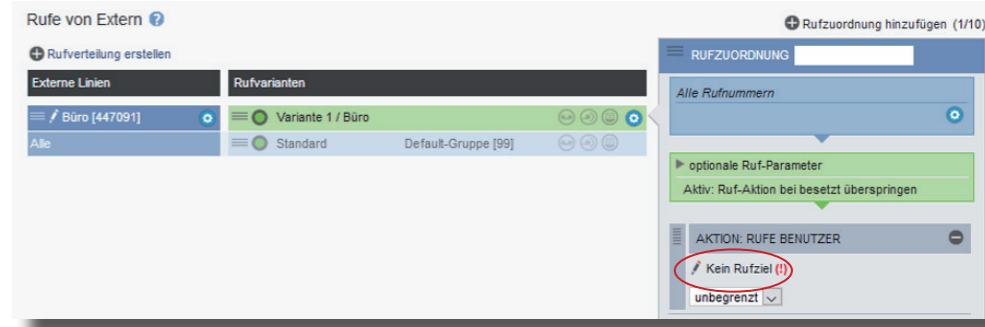 Rufe von Extern ?
Rufzuordnung hinzufügen (1/10)
Rufverteilung erstellen
Externe Linien
Rufvarianten
Büro [447091]
Variante 1 / Büro
Alle
Standard
Default-Gruppe [99]
RUFZUORDNUNG
Alle Rufnummern
optionale Ruf-Parameter
Aktiv: Ruf-Aktion bei besetzt überspringen
AKTION: RUFE BENUTZER
Kein Rufziel (!)
unbegrenzt